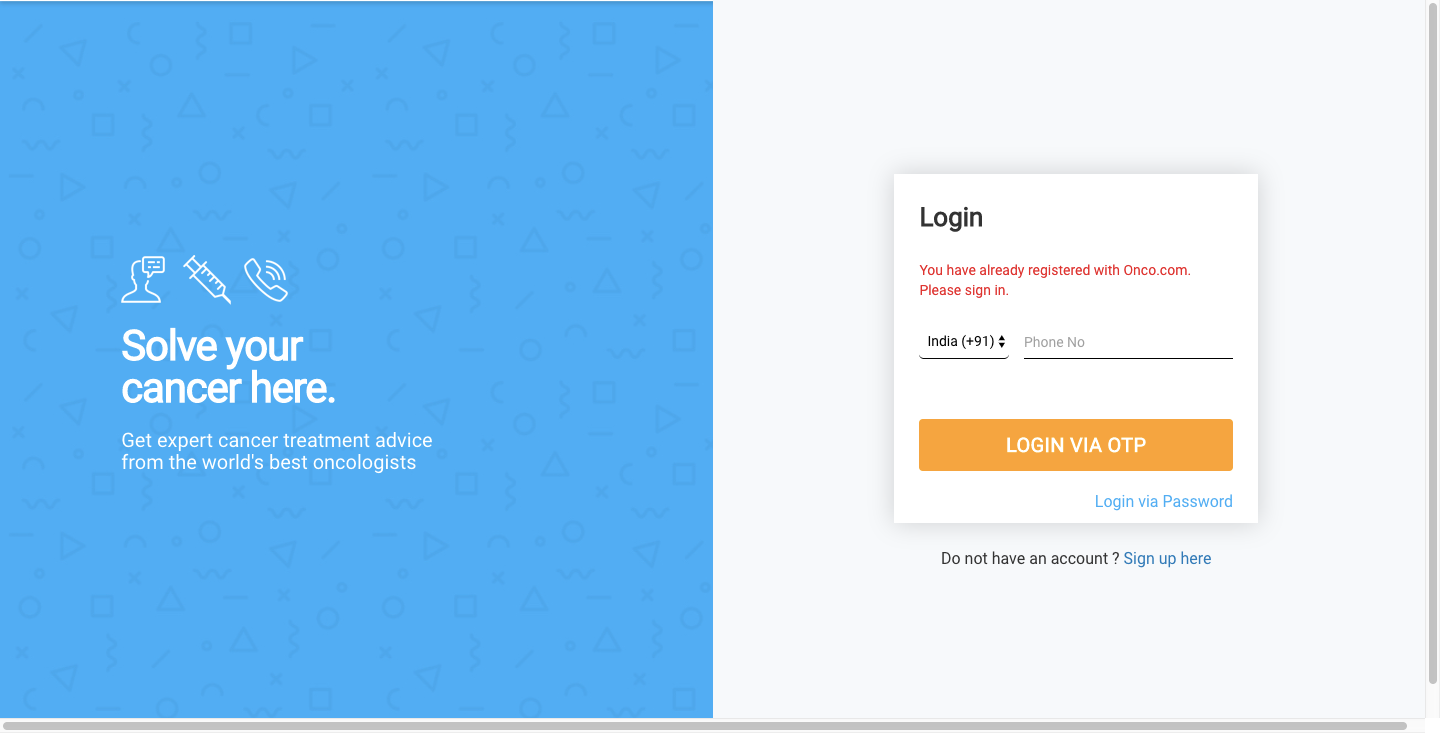 Solve your
cancer here.
Get expert cancer treatment advice
from the world's best oncologists
Login
You have already registered with Onco.com.
Please sign in.
India (+91)
Phone No
LOGIN VIA OTP
Login via Password
Do not have an account ? Sign up here